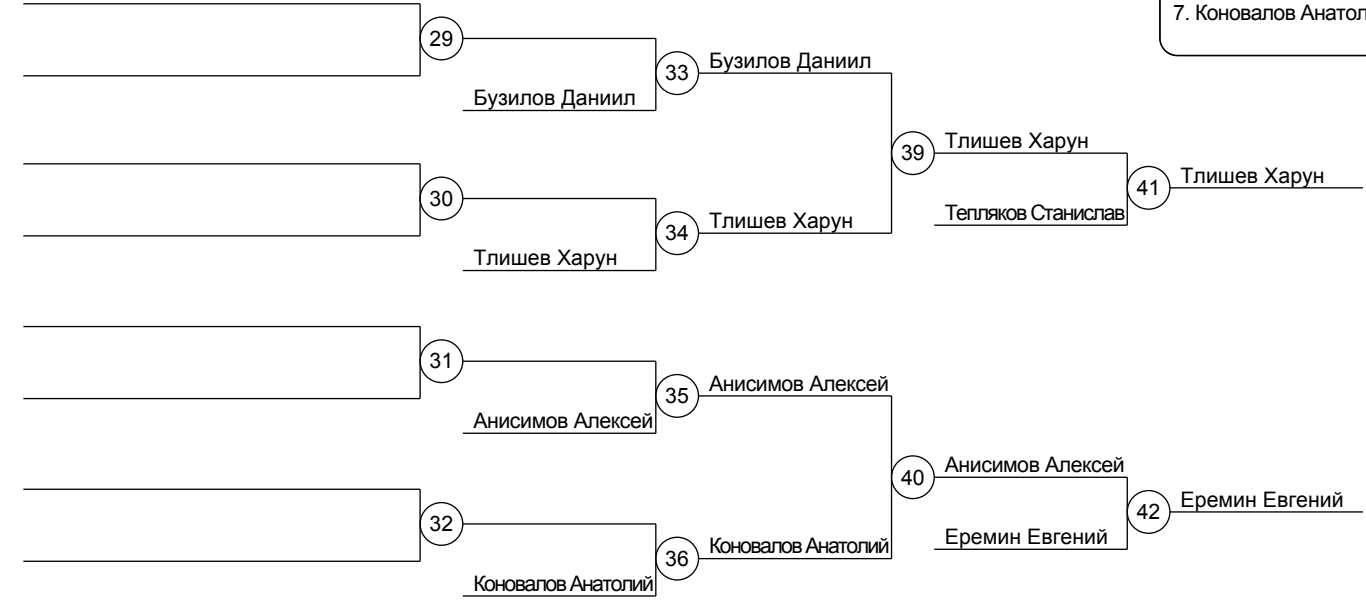 7. Коновалов Анатол
29
Бузилов Даниил
33
Бузилов Даниил
Тлишев Харун
39
Тлишев Харун
41
Тепляков Станислав
30
Тлишев Харун
34
Тлишев Харун
31
Анисимов Алексей
35
Анисимов Алексей
Анисимов Алексей
40
Еремин Евгений
42
Еремин Евгений
32
Коновалов Анатолий
36
Коновалов Анатолий